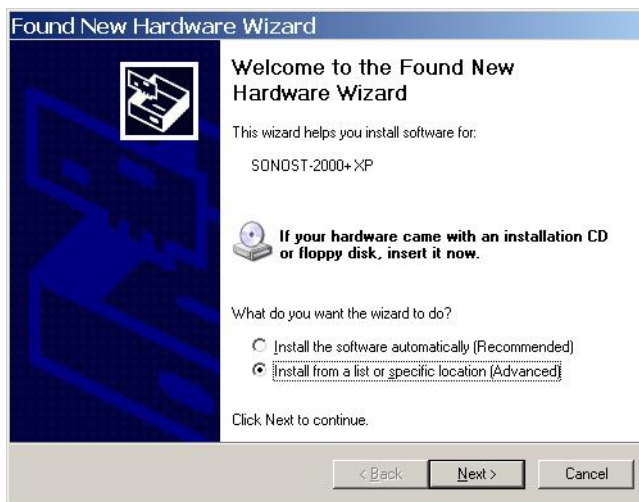 Found New Hardware Wizard
Welcome to the Found New
Hardware Wizard
This wizard helps you install software for:
SONOST-2000+ XP
If your hardware came with an installation CD
or floppy disk, insert it now.
What do you want the wizard to do?
Install the software automatically (Recommended)
Install from a list or specific location (Advanced)
Click Next to continue.
< Back
Next >
Cancel